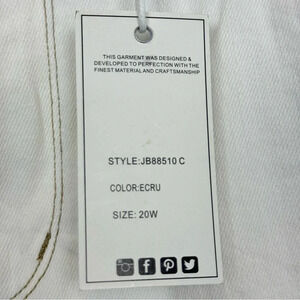 THIS GARMENT WAS DESIGNED &
DEVELOPED TO PERFECTION WITH THE
FINEST MATERIAL AND CRAFTSMANSHIP
STYLE:JB88510 C
COLOR:ECRU
SIZE: 20W